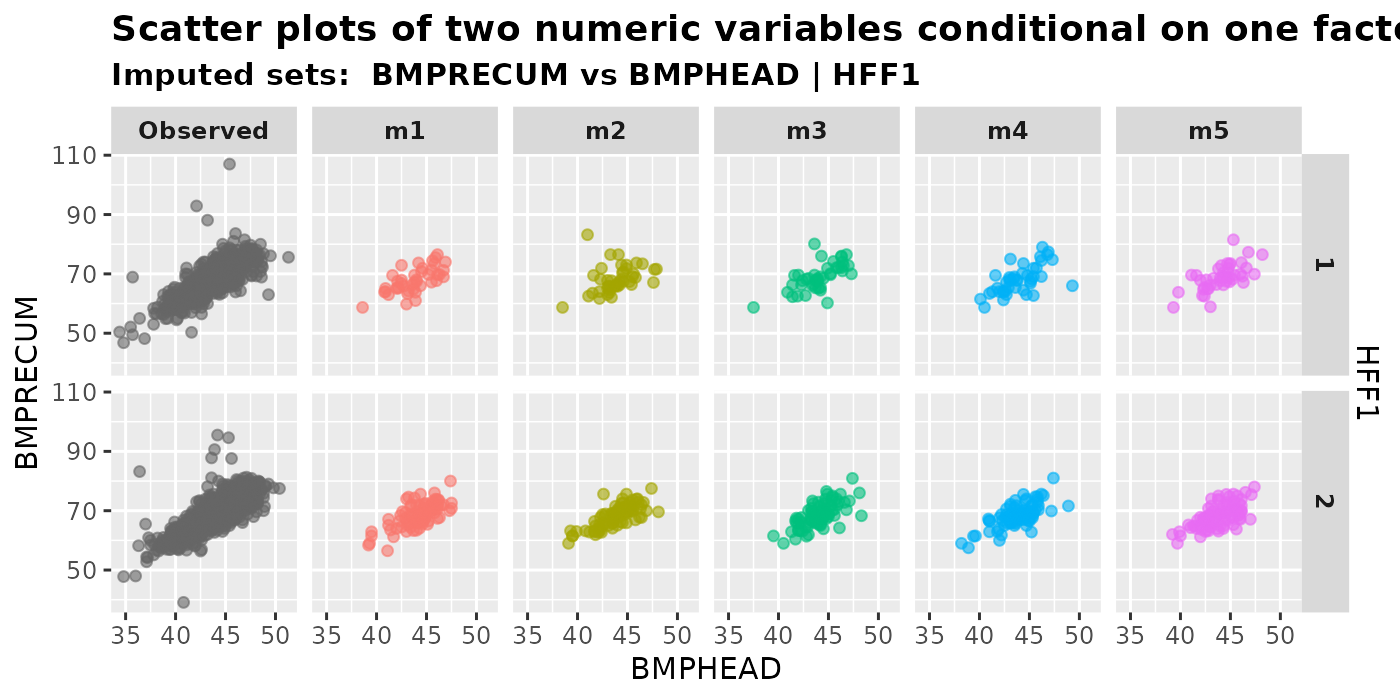 Scatter plots of two numeric variables conditional on one facto
Imputed sets:  BMPRECUM vs BMPHEAD | HFF1
Observed m1 m2 m3 m4 m5
110
90
70
50
1
110
90
70
50
2
BMPRECUM
HFF1
35 40 45 50 35 40 45 50 35 40 45 50 35 40 45 50 35 40 45 50 35 40 45 50
BMPHEAD